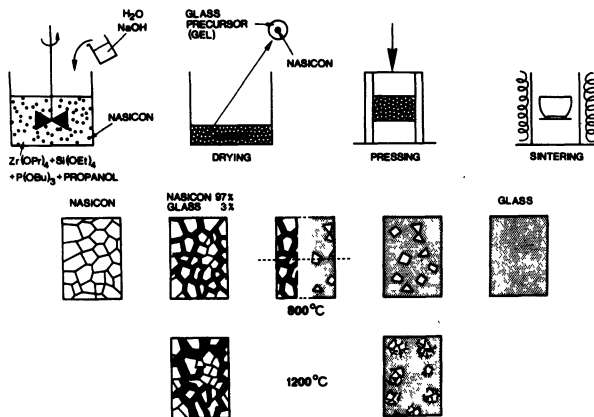 H₂O
NaOH
GLASS
PRECURSOR
(GEL)
NASICON
NASICON
Zr(OPr)₄+Si(OEt)₄
+P(OBu)₃+PROPANOL
DRYING
PRESSING
SINTERING
NASICON
NASICON 97%
GLASS 3%
GLASS
800°C
1200°C